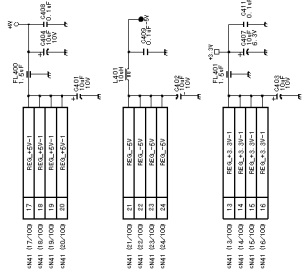 +5V
C408
0.1uF
C404
10uF
10V
FL400
1.5nF
10uF
10V
cN41 (17/100) 17 REG_+5V-1
cN41 (18/100) 18 REG_+5V-1
cN41 (19/100) 19 REG_+5V-1
cN41 (20/100) 20 REG_+5V-1
-5V
C409
0.1uF
L401
10uH
10uF
10V
cN41 (21/100) 21 REG_-5V
cN41 (22/100) 22 REG_-5V
cN41 (23/100) 23 REG_-5V
cN41 (24/100) 24 REG_-5V
+3.3V
C411
0.1uF
C407
10uF
6.3V
FL401
1.5nF
C403
10uF
10V
cN41 (13/100) 13 REG_+3.3V-1
cN41 (14/100) 14 REG_+3.3V-1
cN41 (15/100) 15 REG_+3.3V-1
cN41 (16/100) 16 REG_+3.3V-1